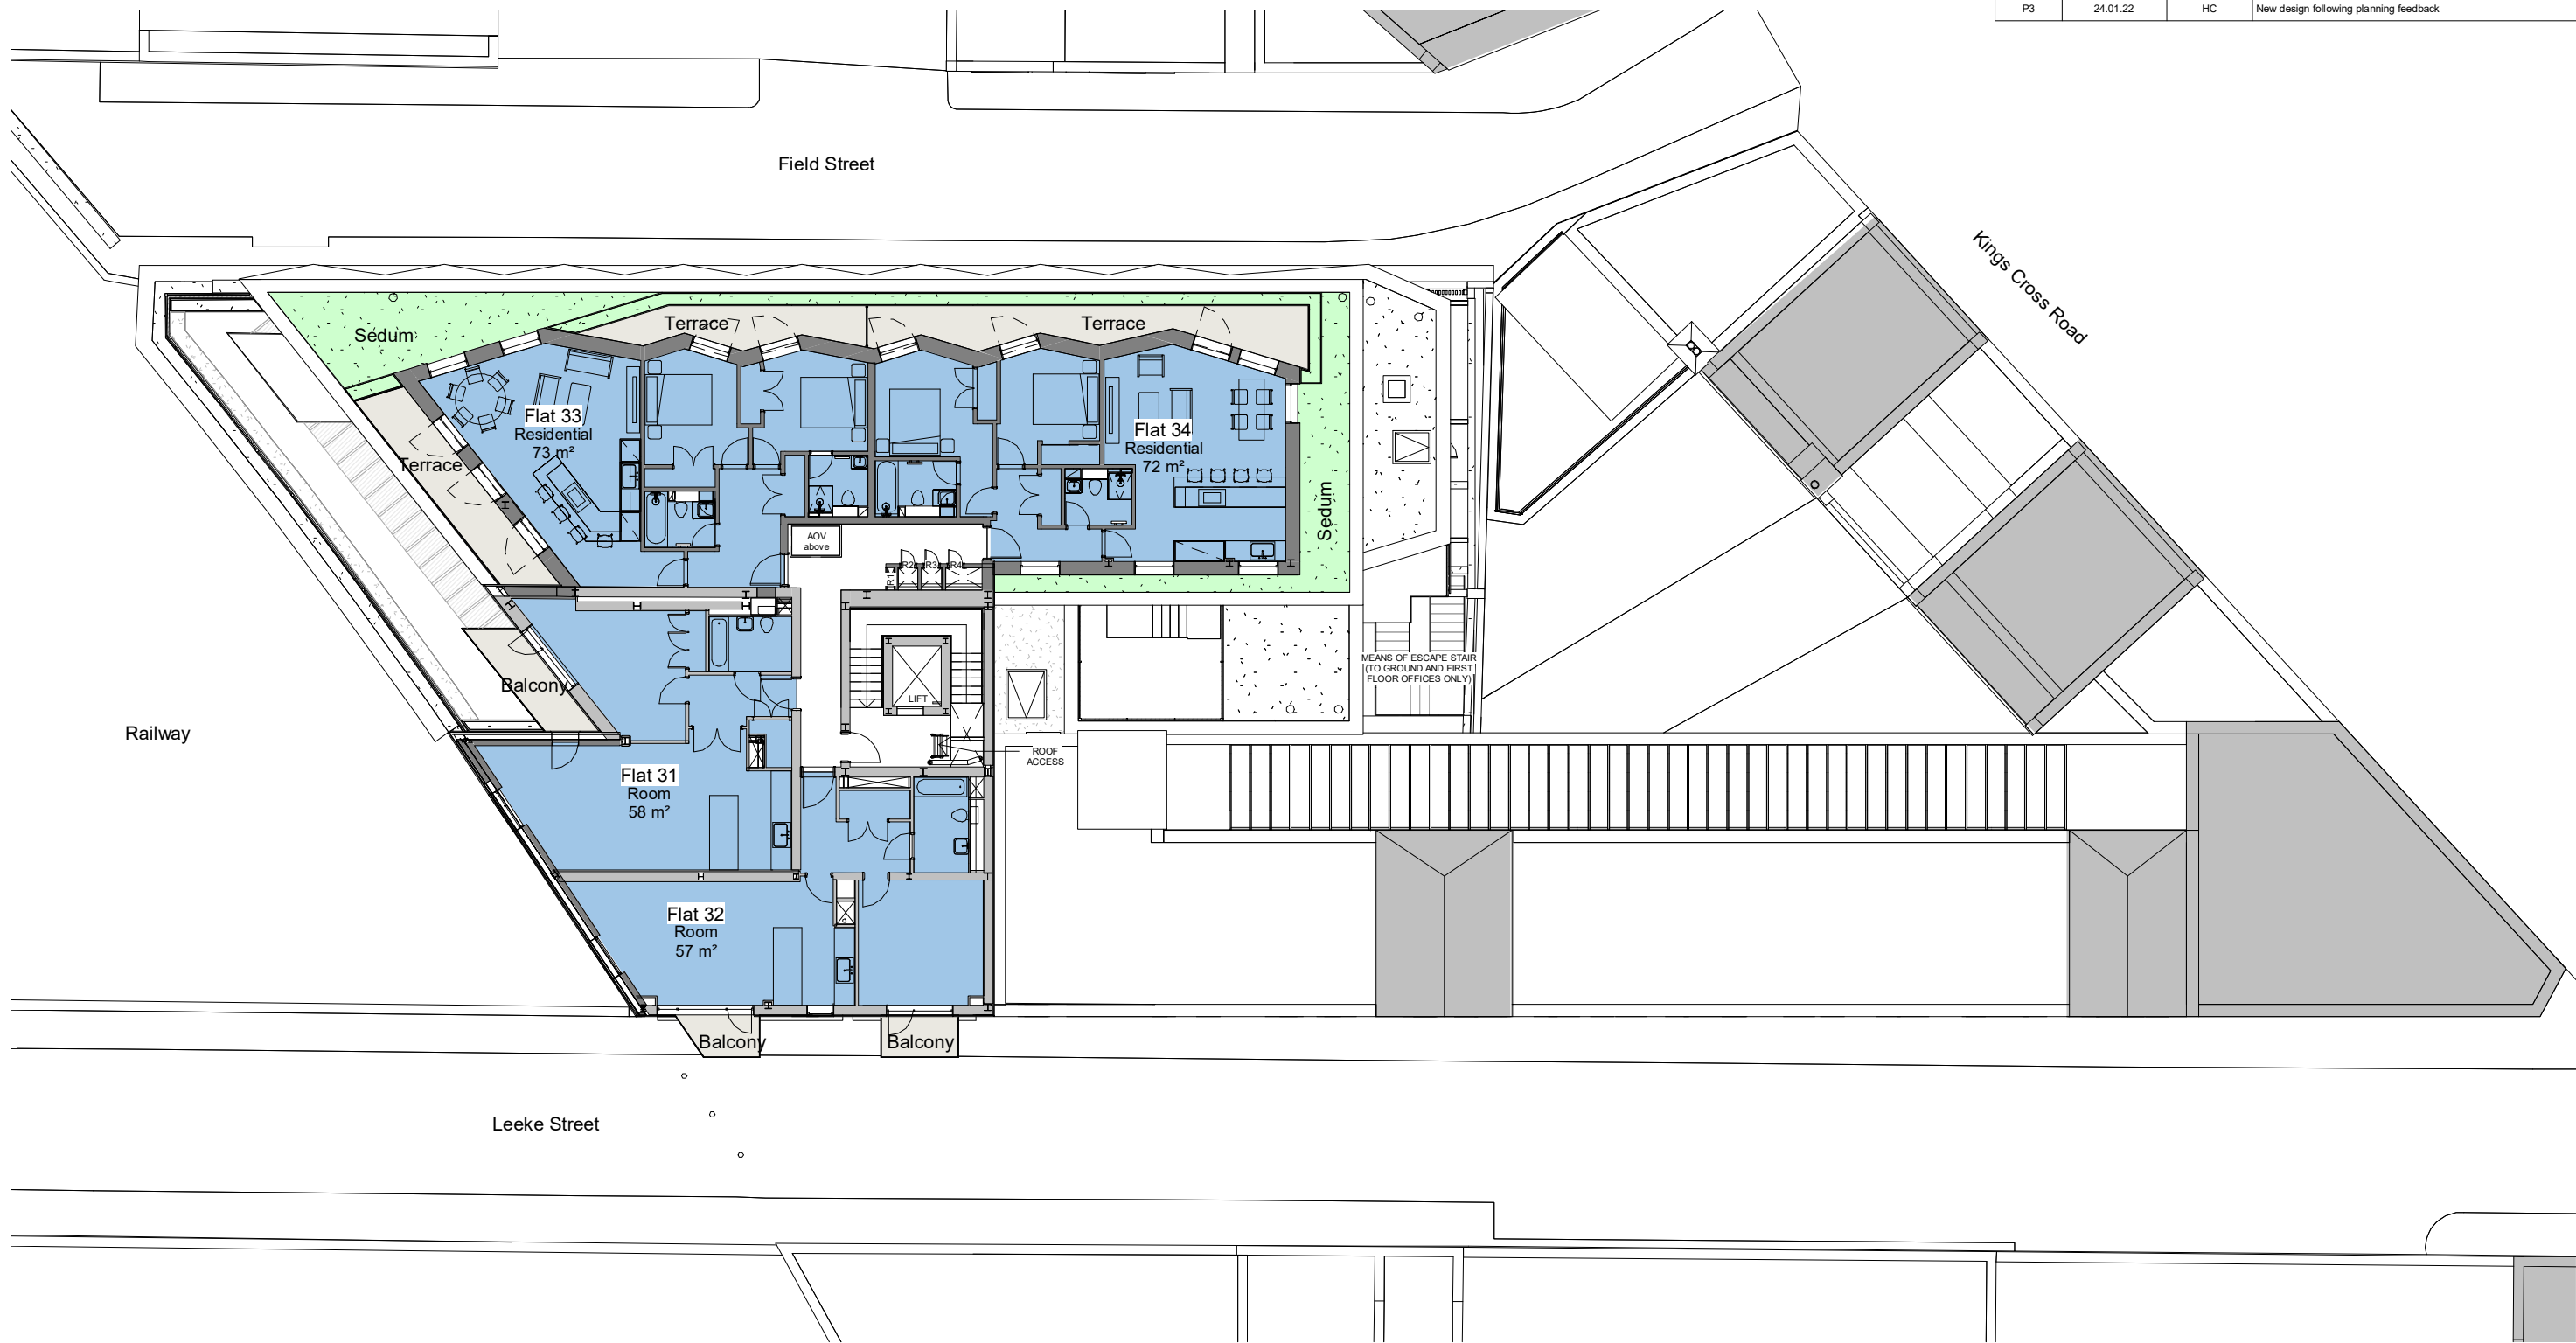 P3 24.01.22 HC New design following planning feedback
Field Street
Kings Cross Road
Terrace
Terrace
Sedum
Flat 33
Residential
73 m²
Flat 34
Residential
72 m²
Terrace
Sedum
AOV
above
R1
R2
R3
R4
MEANS OF ESCAPE STAIR
(TO GROUND AND FIRST
FLOOR OFFICES ONLY)
Balcony
LIFT
Railway
ROOF
ACCESS
Flat 31
Room
58 m²
Flat 32
Room
57 m²
Balcony
Balcony
Leeke Street